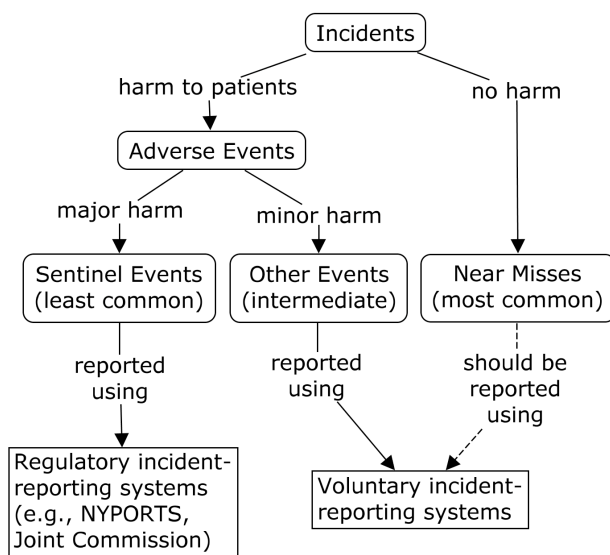 Incidents
harm to patients
no harm
Adverse Events
major harm
minor harm
Sentinel Events
(least common)
Other Events
(intermediate)
Near Misses
(most common)
reported
using
reported
using
should be
reported
using
Regulatory incident-
reporting systems
(e.g., NYPORTS,
Joint Commission)
Voluntary incident-
reporting systems